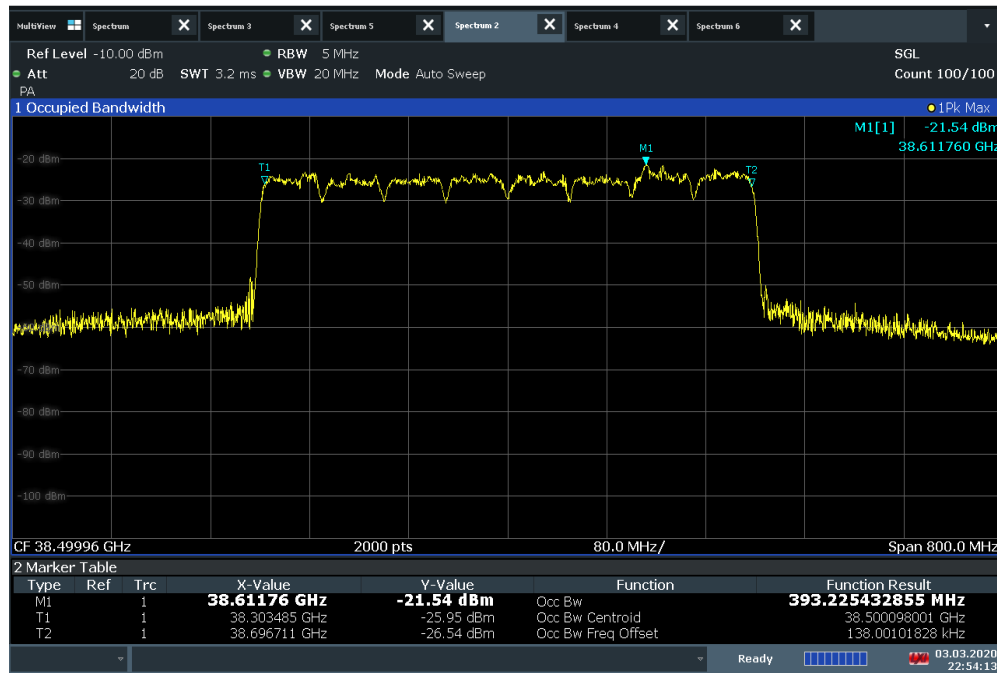 MultiView Spectrum X Spectrum 3 X Spectrum 5 X Spectrum 2 X Spectrum 4 X Spectrum 6 X
Ref Level -10.00 dBm RBW 5 MHz SGL
Att 20 dB SWT 3.2 ms VBW 20 MHz Mode Auto Sweep Count 100/100
PA
1 Occupied Bandwidth 1Pk Max
M1[1] -21.54 dBm
38.611760 GHz
M1
-20 dBm
T1
T2
-30 dBm
-40 dBm
-50 dBm
-70 dBm
-80 dBm
-90 dBm
-100 dBm
CF 38.49996 GHz 2000 pts 80.0 MHz/ Span 800.0 MHz
2 Marker Table
Type Ref Trc X-Value Y-Value Function Function Result
M1 1 38.61176 GHz -21.54 dBm Occ Bw 393.225432855 MHz
T1 1 38.303485 GHz -25.95 dBm Occ Bw Centroid 38.500098001 GHz
T2 1 38.696711 GHz -26.54 dBm Occ Bw Freq Offset 138.00101828 kHz
Ready 03.03.2020
22:54:13